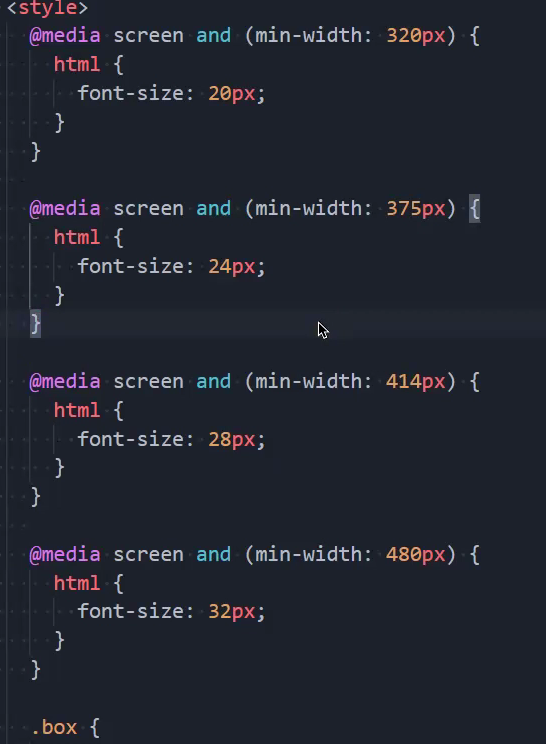 <style>
@media screen and (min-width: 320px) {
html {
font-size: 20px;
}
}
@media screen and (min-width: 375px) {
html {
font-size: 24px;
}
}
@media screen and (min-width: 414px) {
html {
font-size: 28px;
}
}
@media screen and (min-width: 480px) {
html {
font-size: 32px;
}
}
.box {